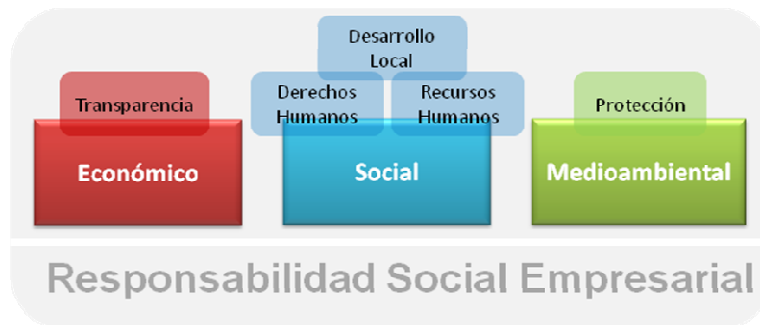 Desarrollo
Local
Transparencia
Derechos
Humanos
Recursos
Humanos
Protección
Económico
Social
Medioambiental
Responsabilidad Social Empresarial